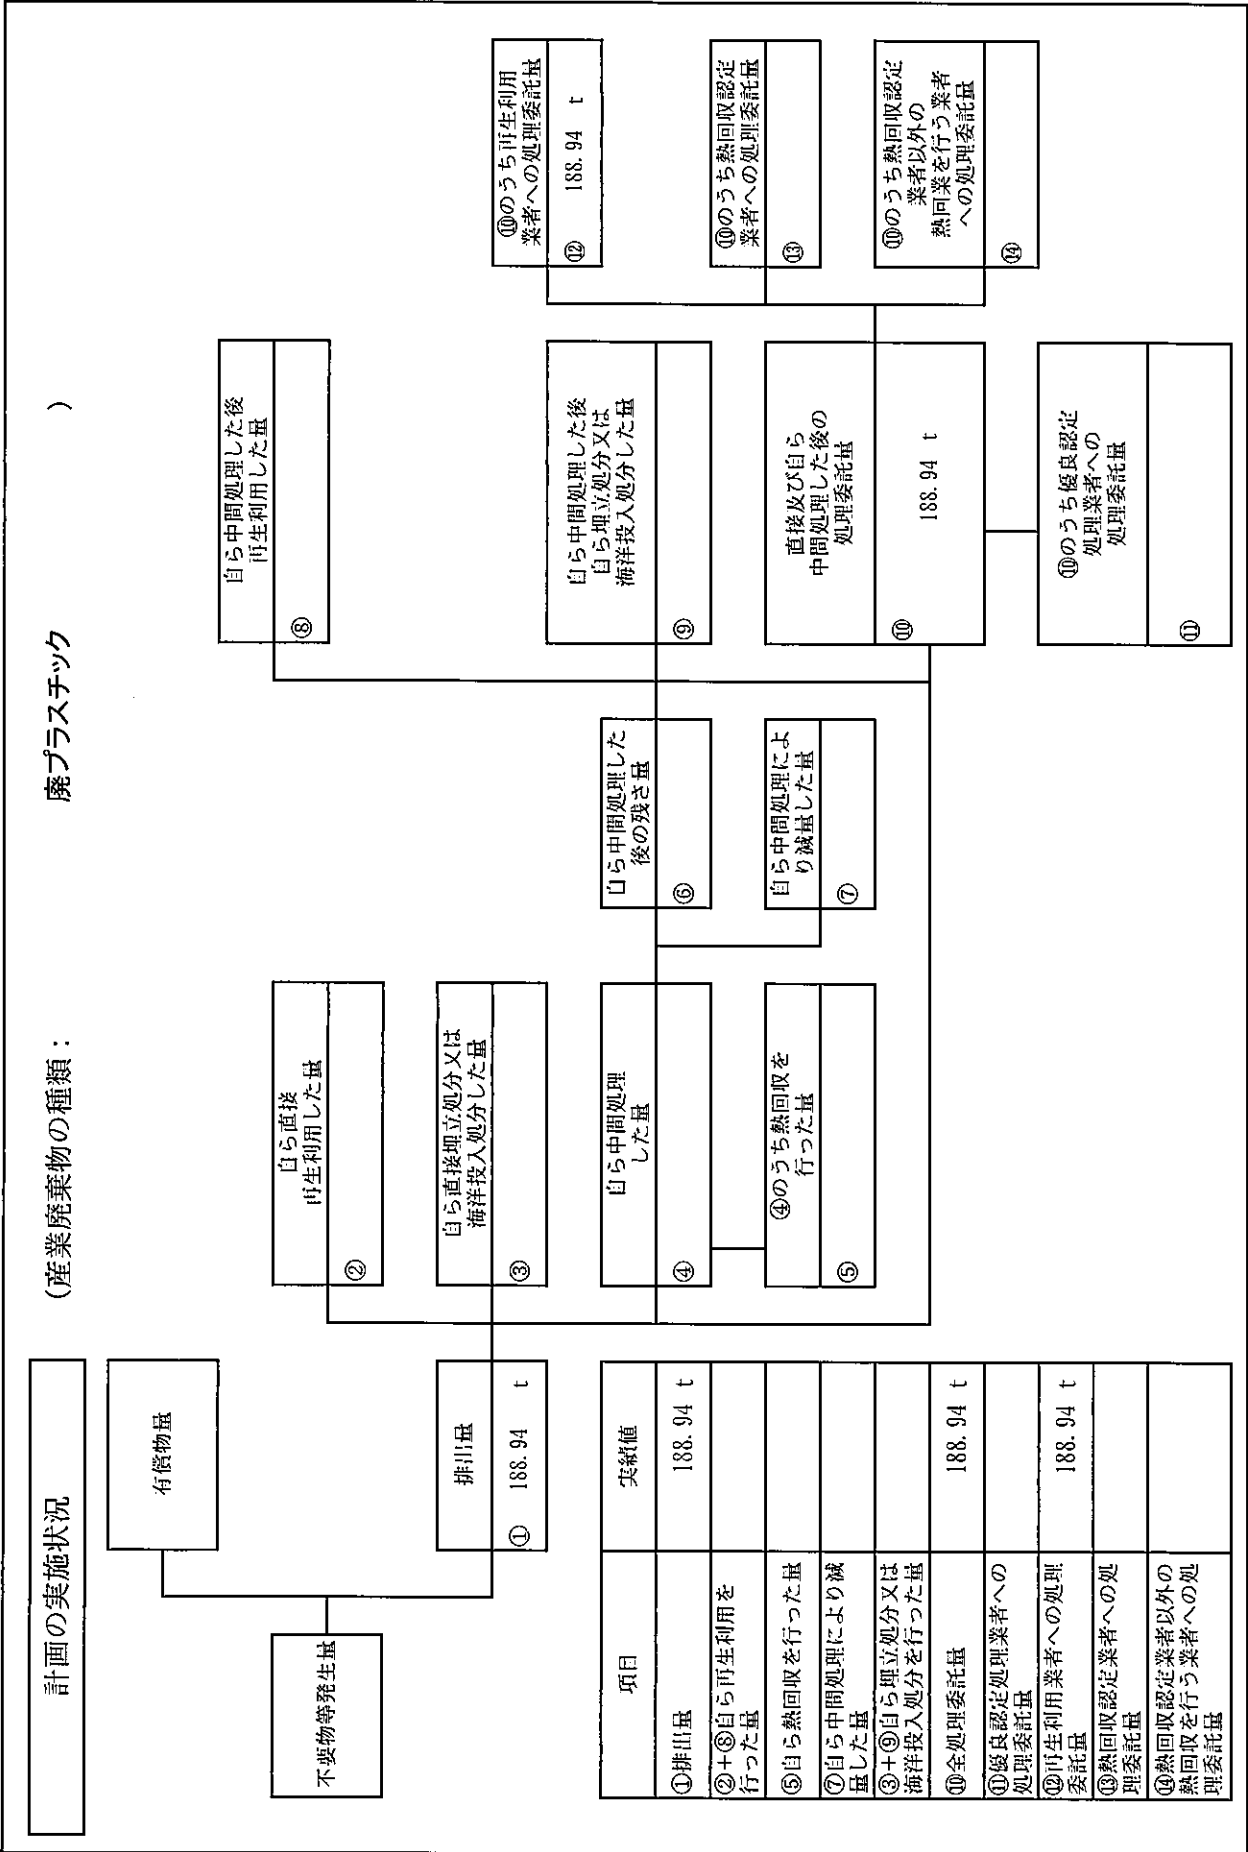 計画の実施状況
(産業廃棄物の種類：
廃プラスチック
)
不要物等発生量
有償物量
排出量
① 188.94 t
自ら直接
再生利用した量
②
自ら直接埋立処分又は
海洋投入処分した量
③
自ら中間処理
した量
④
④のうち熱回収を
行った量
⑤
自ら中間処理した
後の残さ量
⑥
自ら中間処理によ
り減量した量
⑦
自ら中間処理した後
再生利用した量
⑧
自ら中間処理した後
自ら埋立処分又は
海洋投入処分した量
⑨
直接及び自ら
中間処理した後の
処理委託量
⑩ 188.94 t
⑩のうち優良認定
処理業者への
処理委託量
⑪
⑩のうち再生利用
業者への処理委託量
⑫ 188.94 t
⑩のうち熱回収認定
業者への処理委託量
⑬
⑩のうち熱回収認定
業者以外の
熱回業を行う業者
への処理委託量
⑭
項目 実績値
①排出量 188.94 t
②+⑧自ら再生利用を
行った量
⑤自ら熱回収を行った量
⑦自ら中間処理により減
量した量
③+⑨自ら埋立処分又は
海洋投入処分を行った量
⑩全処理委託量 188.94 t
⑪優良認定処理業者への
処理委託量
⑫再生利用業者への処理
委託量 188.94 t
⑬熱回収認定業者への処
理委託量
⑭熱回収認定業者以外の
熱回収を行う業者への処
理委託量